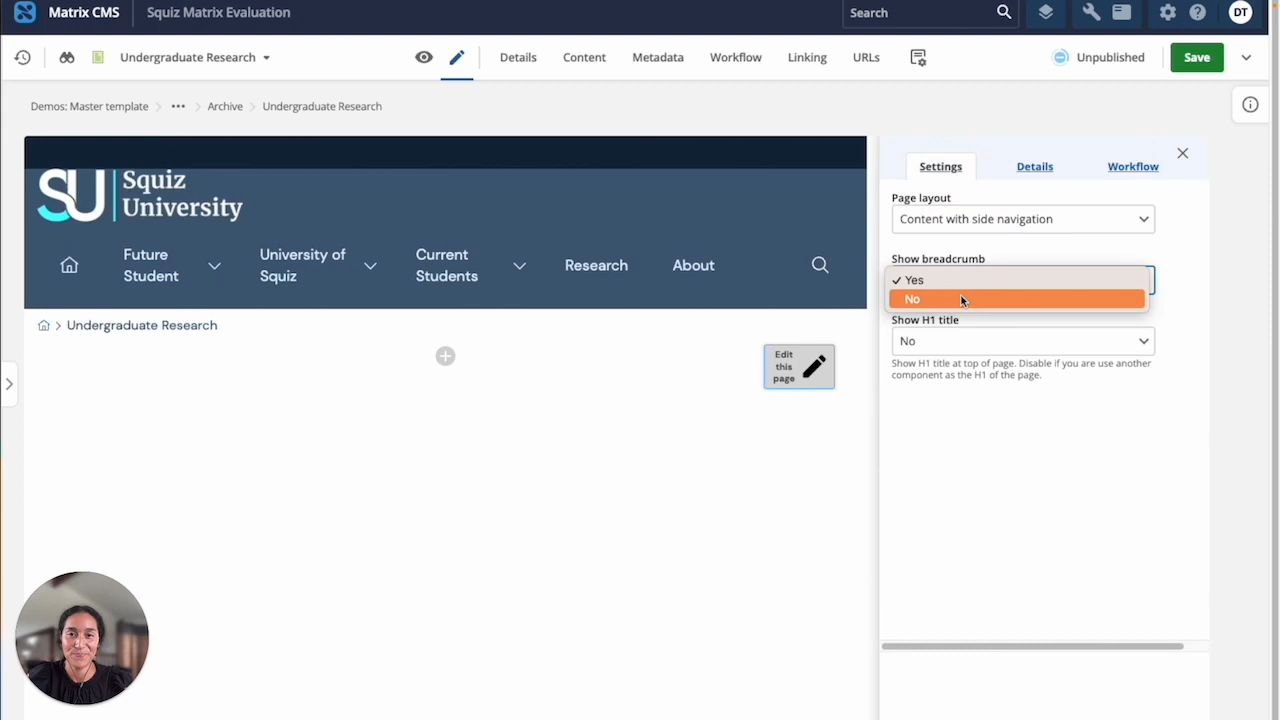 Matrix CMS
Squiz Matrix Evaluation
Search
DT
Undergraduate Research
Details
Content
Metadata
Workflow
Linking
URLs
Unpublished
Save
Demos: Master template
•••
Archive
Undergraduate Research
SU
Squiz
University
Future
Student
University of
Squiz
Current
Students
Research
About
Undergraduate Research
Edit
this
page
Settings
Details
Workflow
Page layout
Content with side navigation
Show breadcrumb
Yes
No
Show H1 title
No
Show H1 title at top of page. Disable if you are use another
component as the H1 of the page.